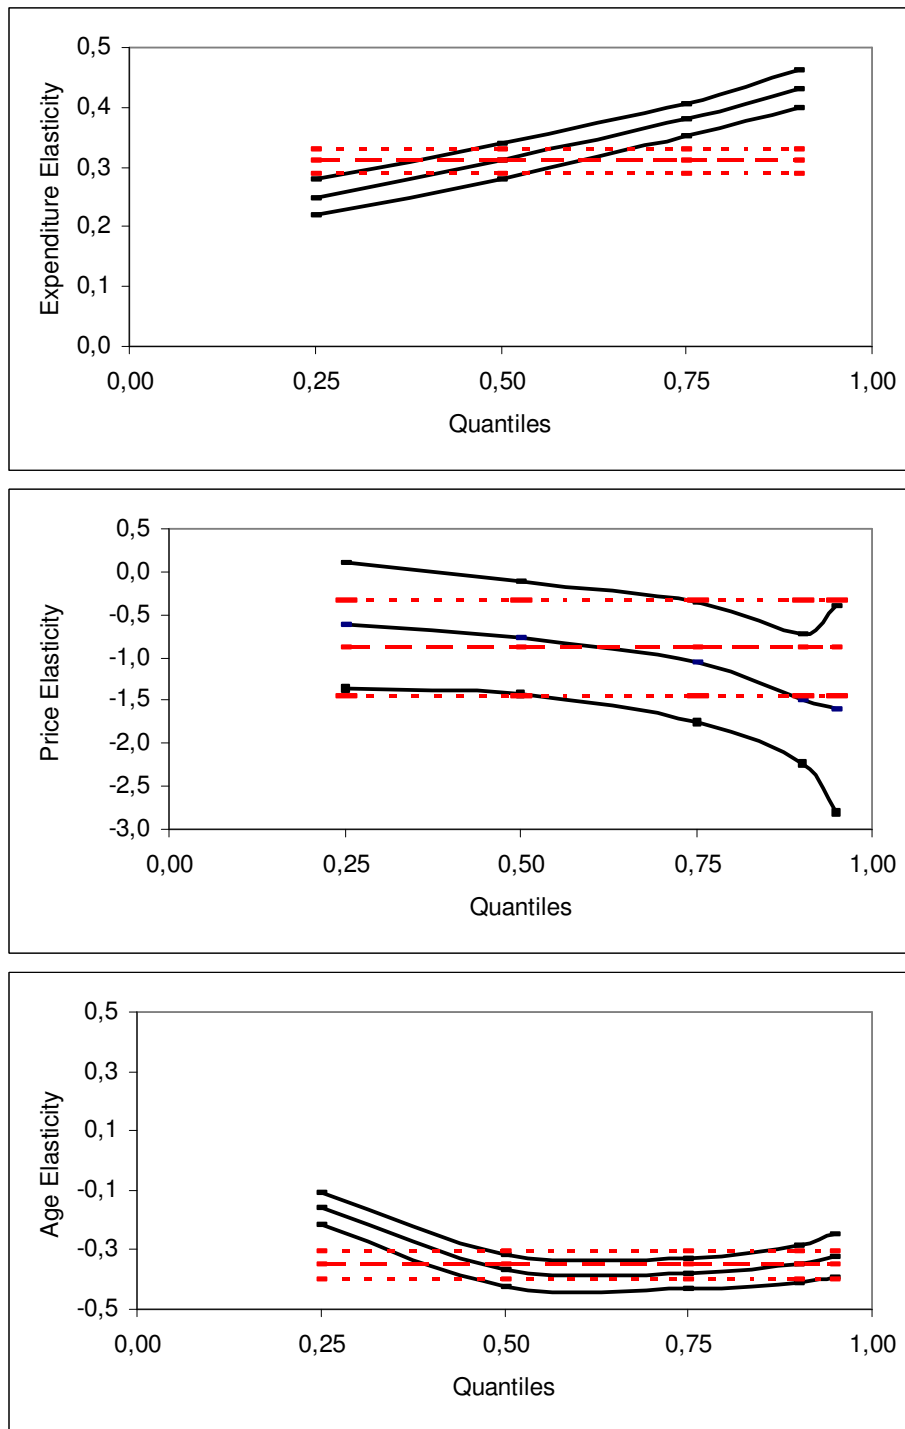 0,5
0,4
0,3
0,2
0,1
0,0
Expenditure Elasticity
0,00 0,25 0,50 0,75 1,00
Quantiles
0,5
0,0
-0,5
-1,0
-1,5
-2,0
-2,5
-3,0
Price Elasticity
0,00 0,25 0,50 0,75 1,00
Quantiles
0,5
0,3
0,1
-0,1
-0,3
-0,5
Age Elasticity
0,00 0,25 0,50 0,75 1,00
Quantiles